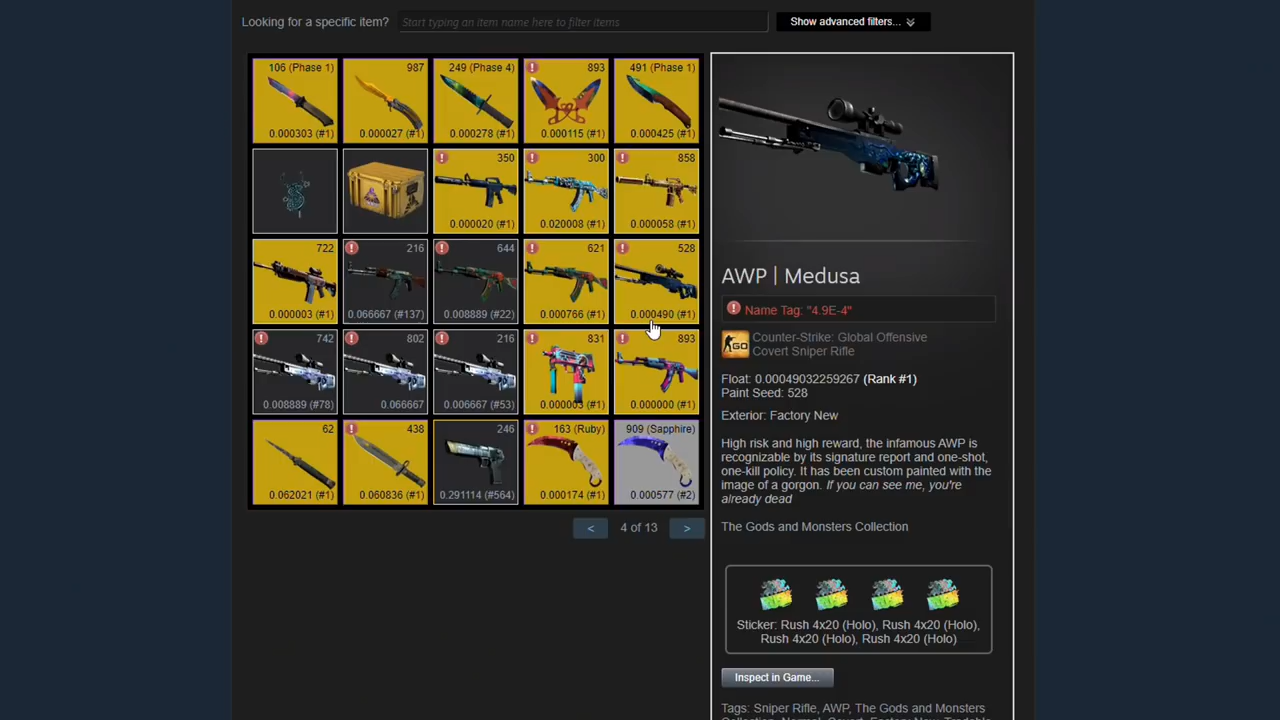 Looking for a specific item?
Start typing an item name here to filter items
Show advanced filters...
106 (Phase 1)
0.000303 (#1)
987
0.000027 (#1)
249 (Phase 4)
0.000278 (#1)
893
0.000115 (#1)
491 (Phase 1)
0.000425 (#1)
350
0.000020 (#1)
300
0.020008 (#1)
858
0.000058 (#1)
722
0.000003 (#1)
216
0.066667 (#137)
644
0.008889 (#22)
621
0.000766 (#1)
528
0.000490 (#1)
742
0.008889 (#78)
802
0.066667
216
0.006667 (#53)
831
0.000003 (#1)
893
0.000000 (#1)
62
0.062021 (#1)
438
0.060836 (#1)
246
0.291114 (#564)
163 (Ruby)
0.000174 (#1)
909 (Sapphire)
0.000577 (#2)
<
4 of 13
>
AWP | Medusa
Name Tag: "4.9E-4"
GO
Counter-Strike: Global Offensive
Covert Sniper Rifle
Float: 0.00049032259267 (Rank #1)
Paint Seed: 528
Exterior: Factory New
High risk and high reward, the infamous AWP is
recognizable by its signature report and one-shot,
one-kill policy. It has been custom painted with the
image of a gorgon. If you can see me, you're
already dead
The Gods and Monsters Collection
Sticker: Rush 4x20 (Holo), Rush 4x20 (Holo),
Rush 4x20 (Holo), Rush 4x20 (Holo)
Inspect in Game...
Tags: Sniper Rifle, AWP, The Gods and Monsters
Collection, Normal, Covert, Factory New, Tradable